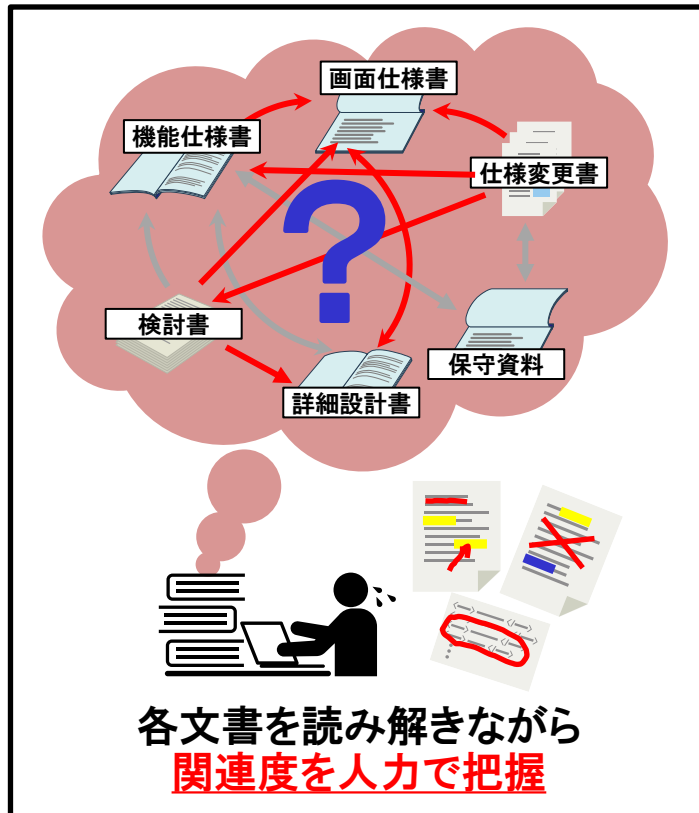 画面仕様書
機能仕様書
仕様変更書
?
検討書
保守資料
詳細設計書
各文書を読み解きながら
関連度を人力で把握